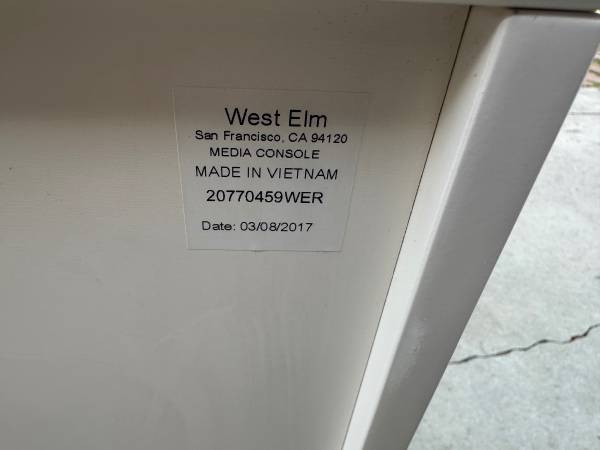 West Elm
San Francisco, CA 94120
MEDIA CONSOLE
MADE IN VIETNAM
20770459WER
Date: 03/08/2017